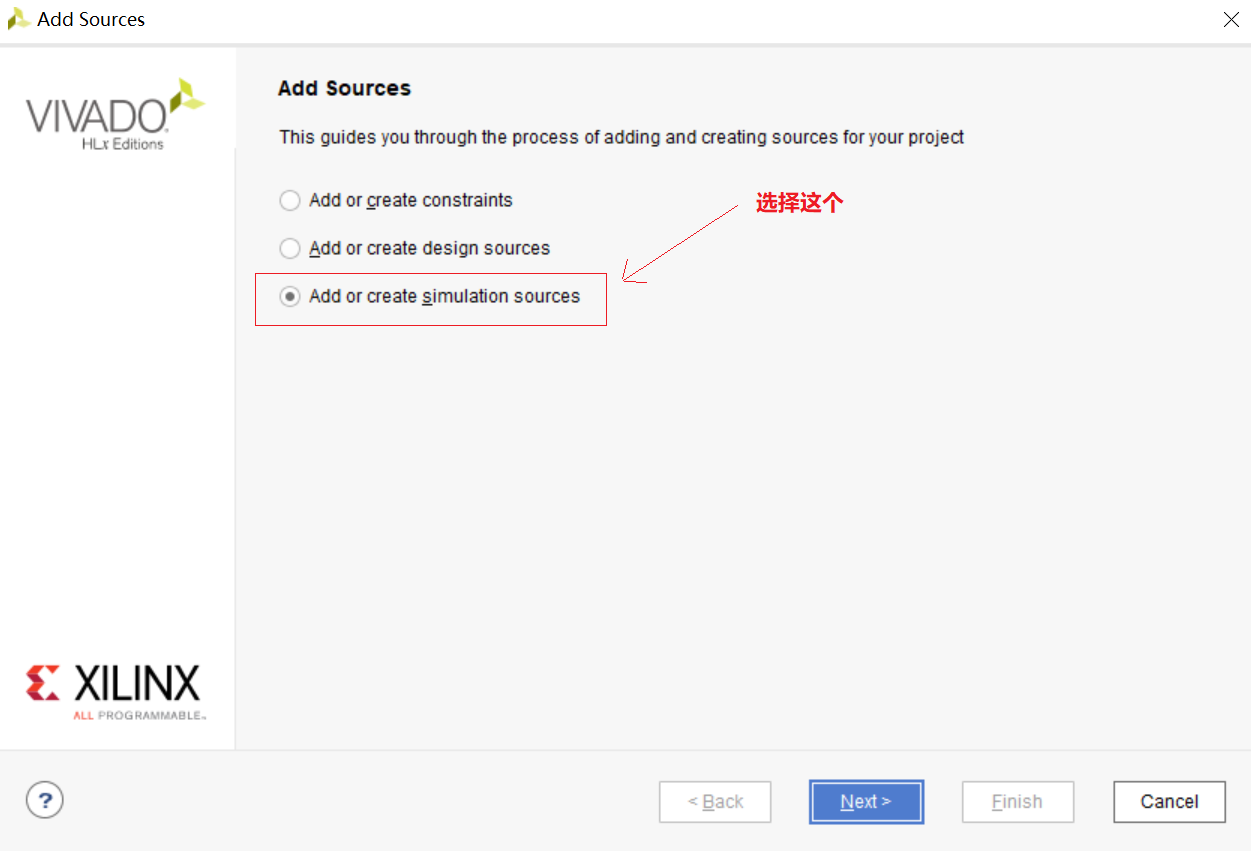 Add Sources
VIVADO
HLx Editions
Add Sources
This guides you through the process of adding and creating sources for your project
Add or create constraints
选择这个
Add or create design sources
Add or create simulation sources
XILINX
ALL PROGRAMMABLE™
?
< Back
Next >
Finish
Cancel